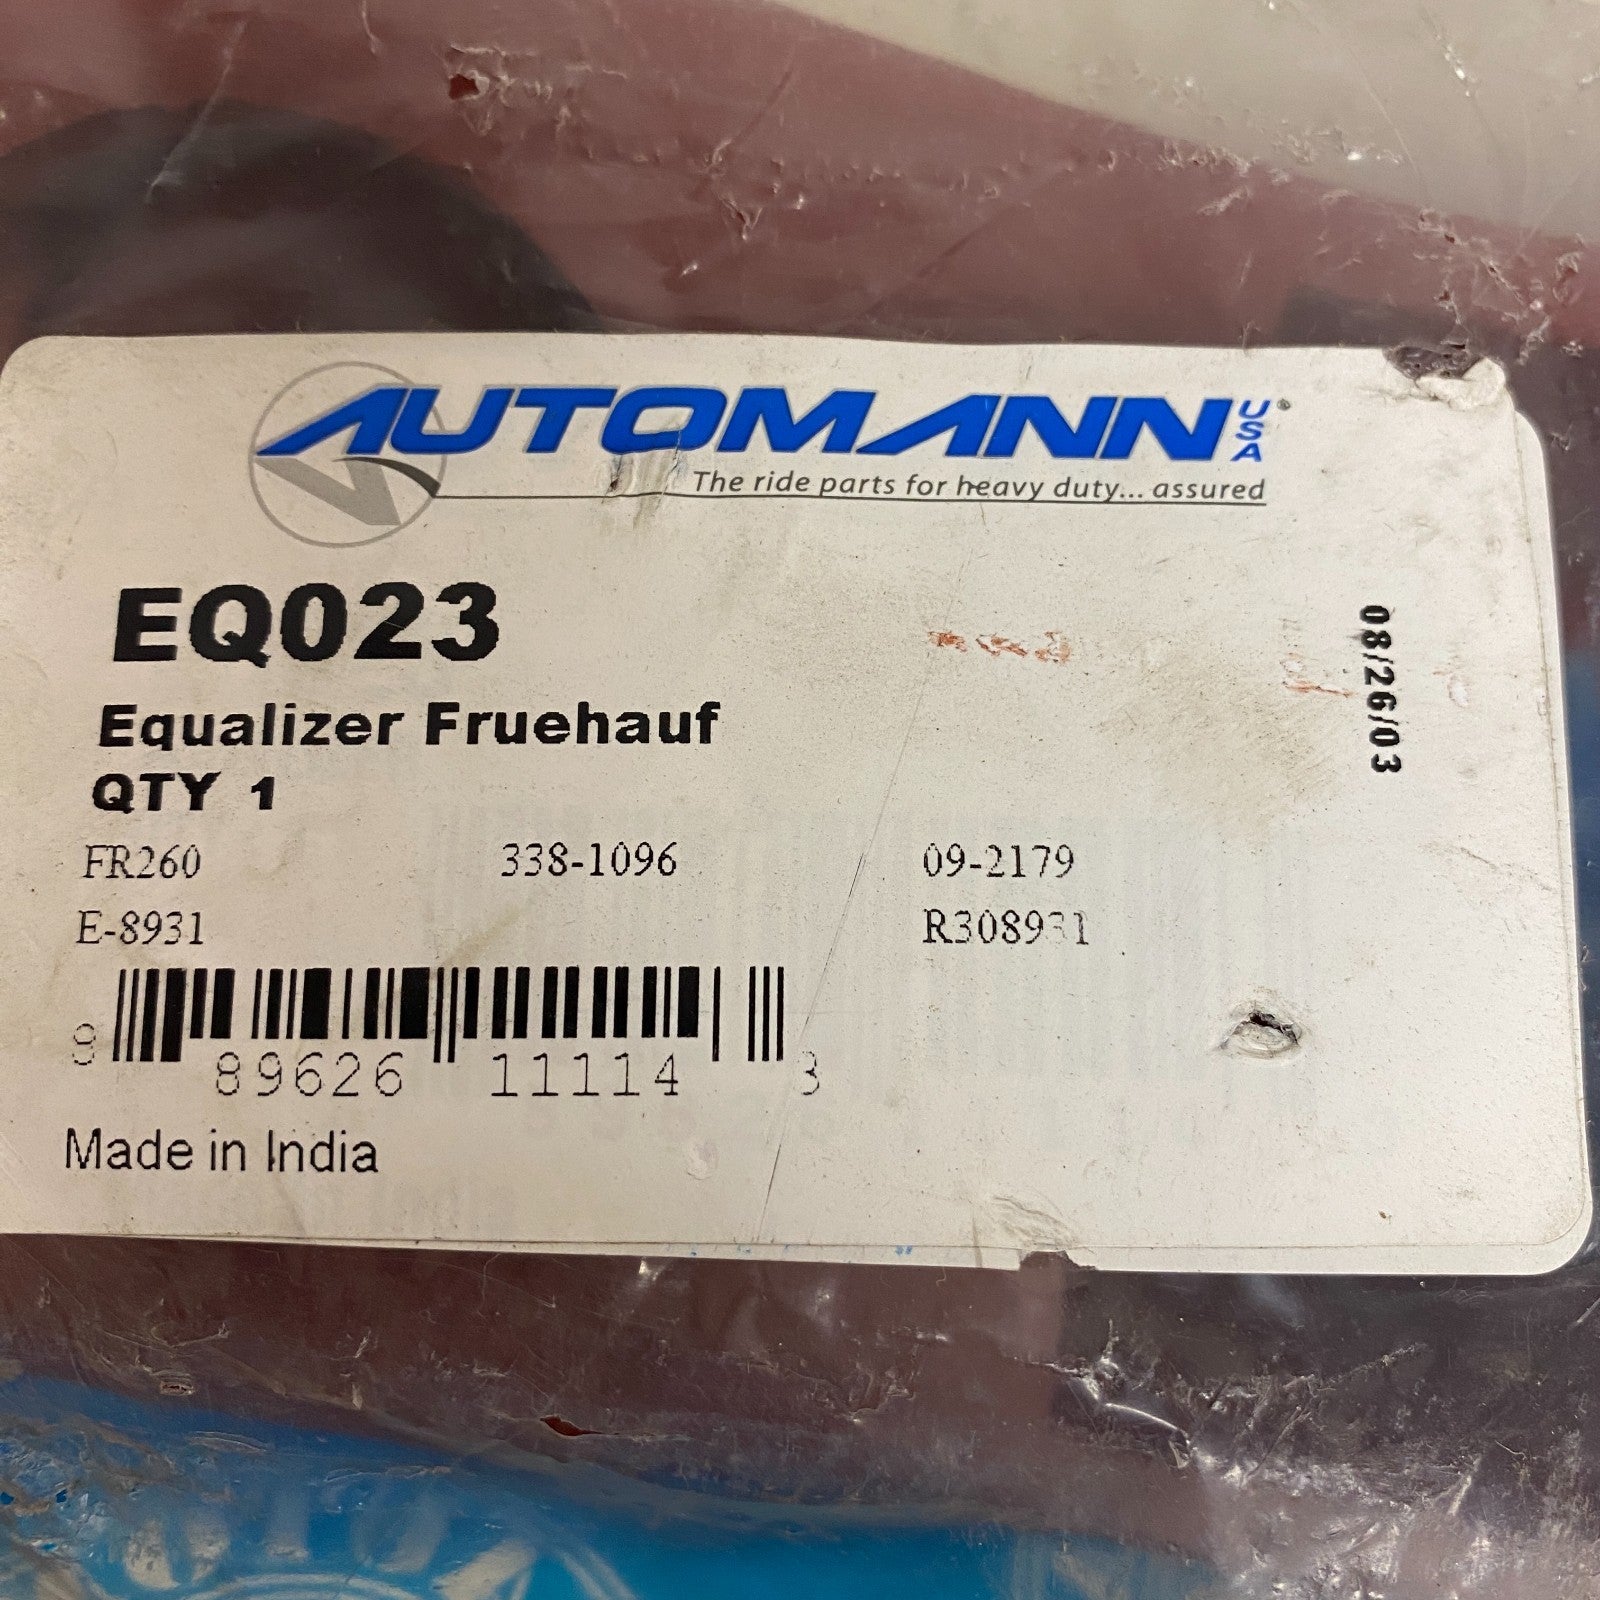 AUTOMANN USA®
The ride parts for heavy duty... assured
EQ023
08/26/03
Equalizer Fruehauf
QTY 1
FR260 338-1096 09-2179
E-8931 R308931
9 89626 11114 3
Made in India